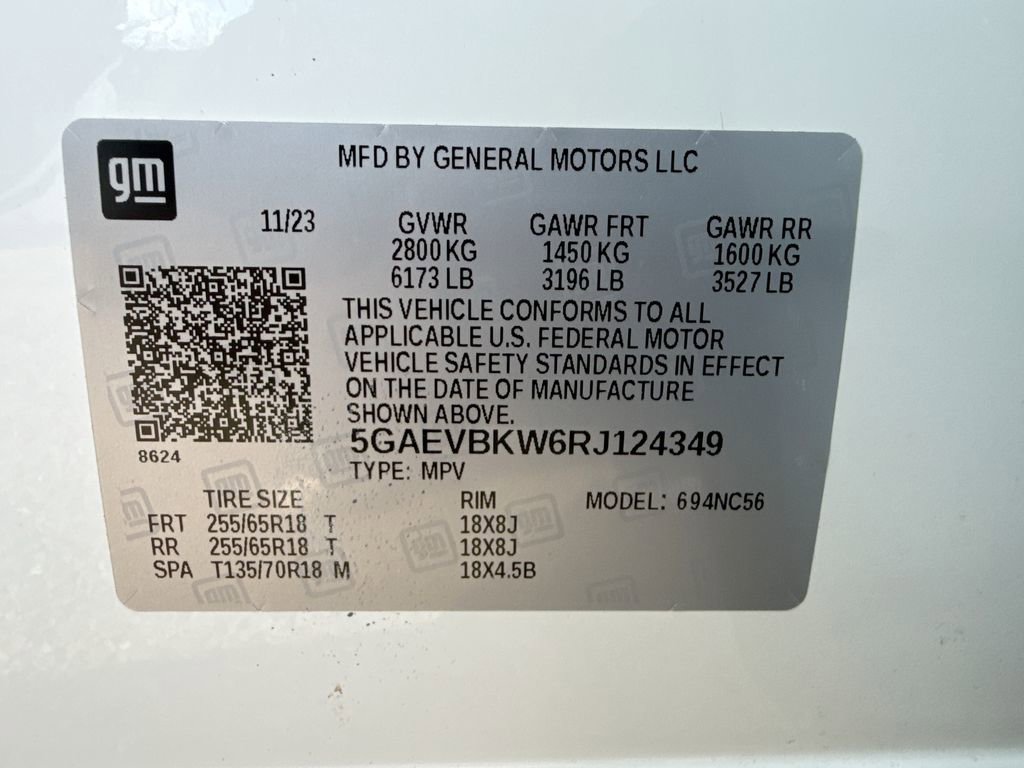 gm
MFD BY GENERAL MOTORS LLC
11/23 GVWR GAWR FRT GAWR RR
2800 KG 1450 KG 1600 KG
6173 LB 3196 LB 3527 LB
THIS VEHICLE CONFORMS TO ALL
APPLICABLE U.S. FEDERAL MOTOR
VEHICLE SAFETY STANDARDS IN EFFECT
ON THE DATE OF MANUFACTURE
SHOWN ABOVE.
5GAEVBKW6RJ124349
8624
TYPE: MPV
TIRE SIZE RIM MODEL: 694NC56
FRT 255/65R18 T 18X8J
RR 255/65R18 T 18X8J
SPA T135/70R18 M 18X4.5B